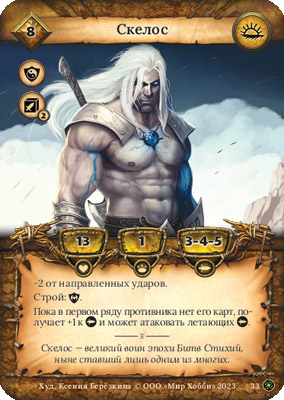 8
Скелос
2
13
1
3-4-5
-2 от направленных ударов.
Строй: .
Пока в первом ряду противника нет его карт, по-
лучает +1 к и может атаковать летающих .
Скелос – великий воин эпохи Битв Стихий,
ныне ставший лишь одним из многих.
Худ. Ксения Берёзкина © ООО «Мир Хобби» 2023
33